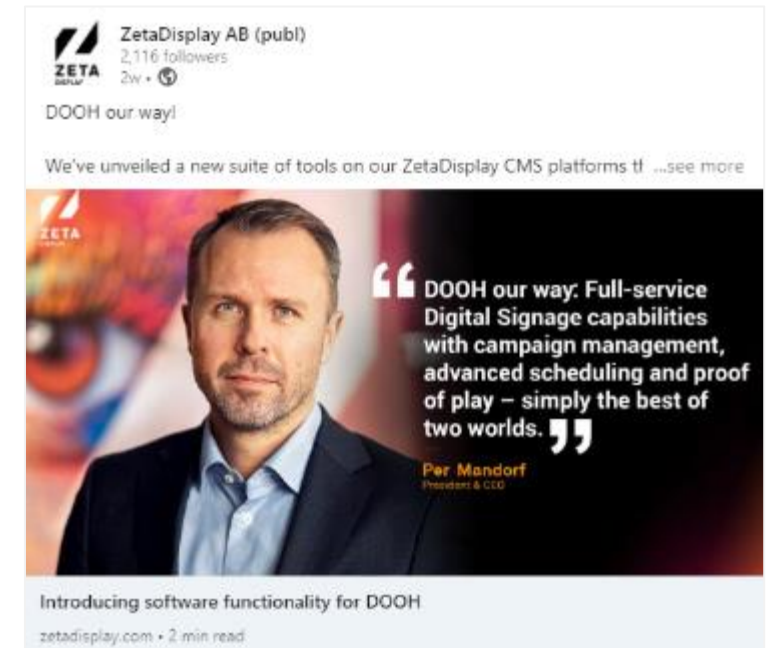 ZETA
DISPLAY
ZetaDisplay AB (publ)
2,116 followers
2w •
DOOH our way!
We've unveiled a new suite of tools on our ZetaDisplay CMS platforms tl ...see more
ZETA
DISPLAY
“ DOOH our way: Full-service
Digital Signage capabilities
with campaign management,
advanced scheduling and proof
of play – simply the best of
two worlds. ”
Per Mandorf
President & CEO
Introducing software functionality for DOOH
zetadisplay.com • 2 min read